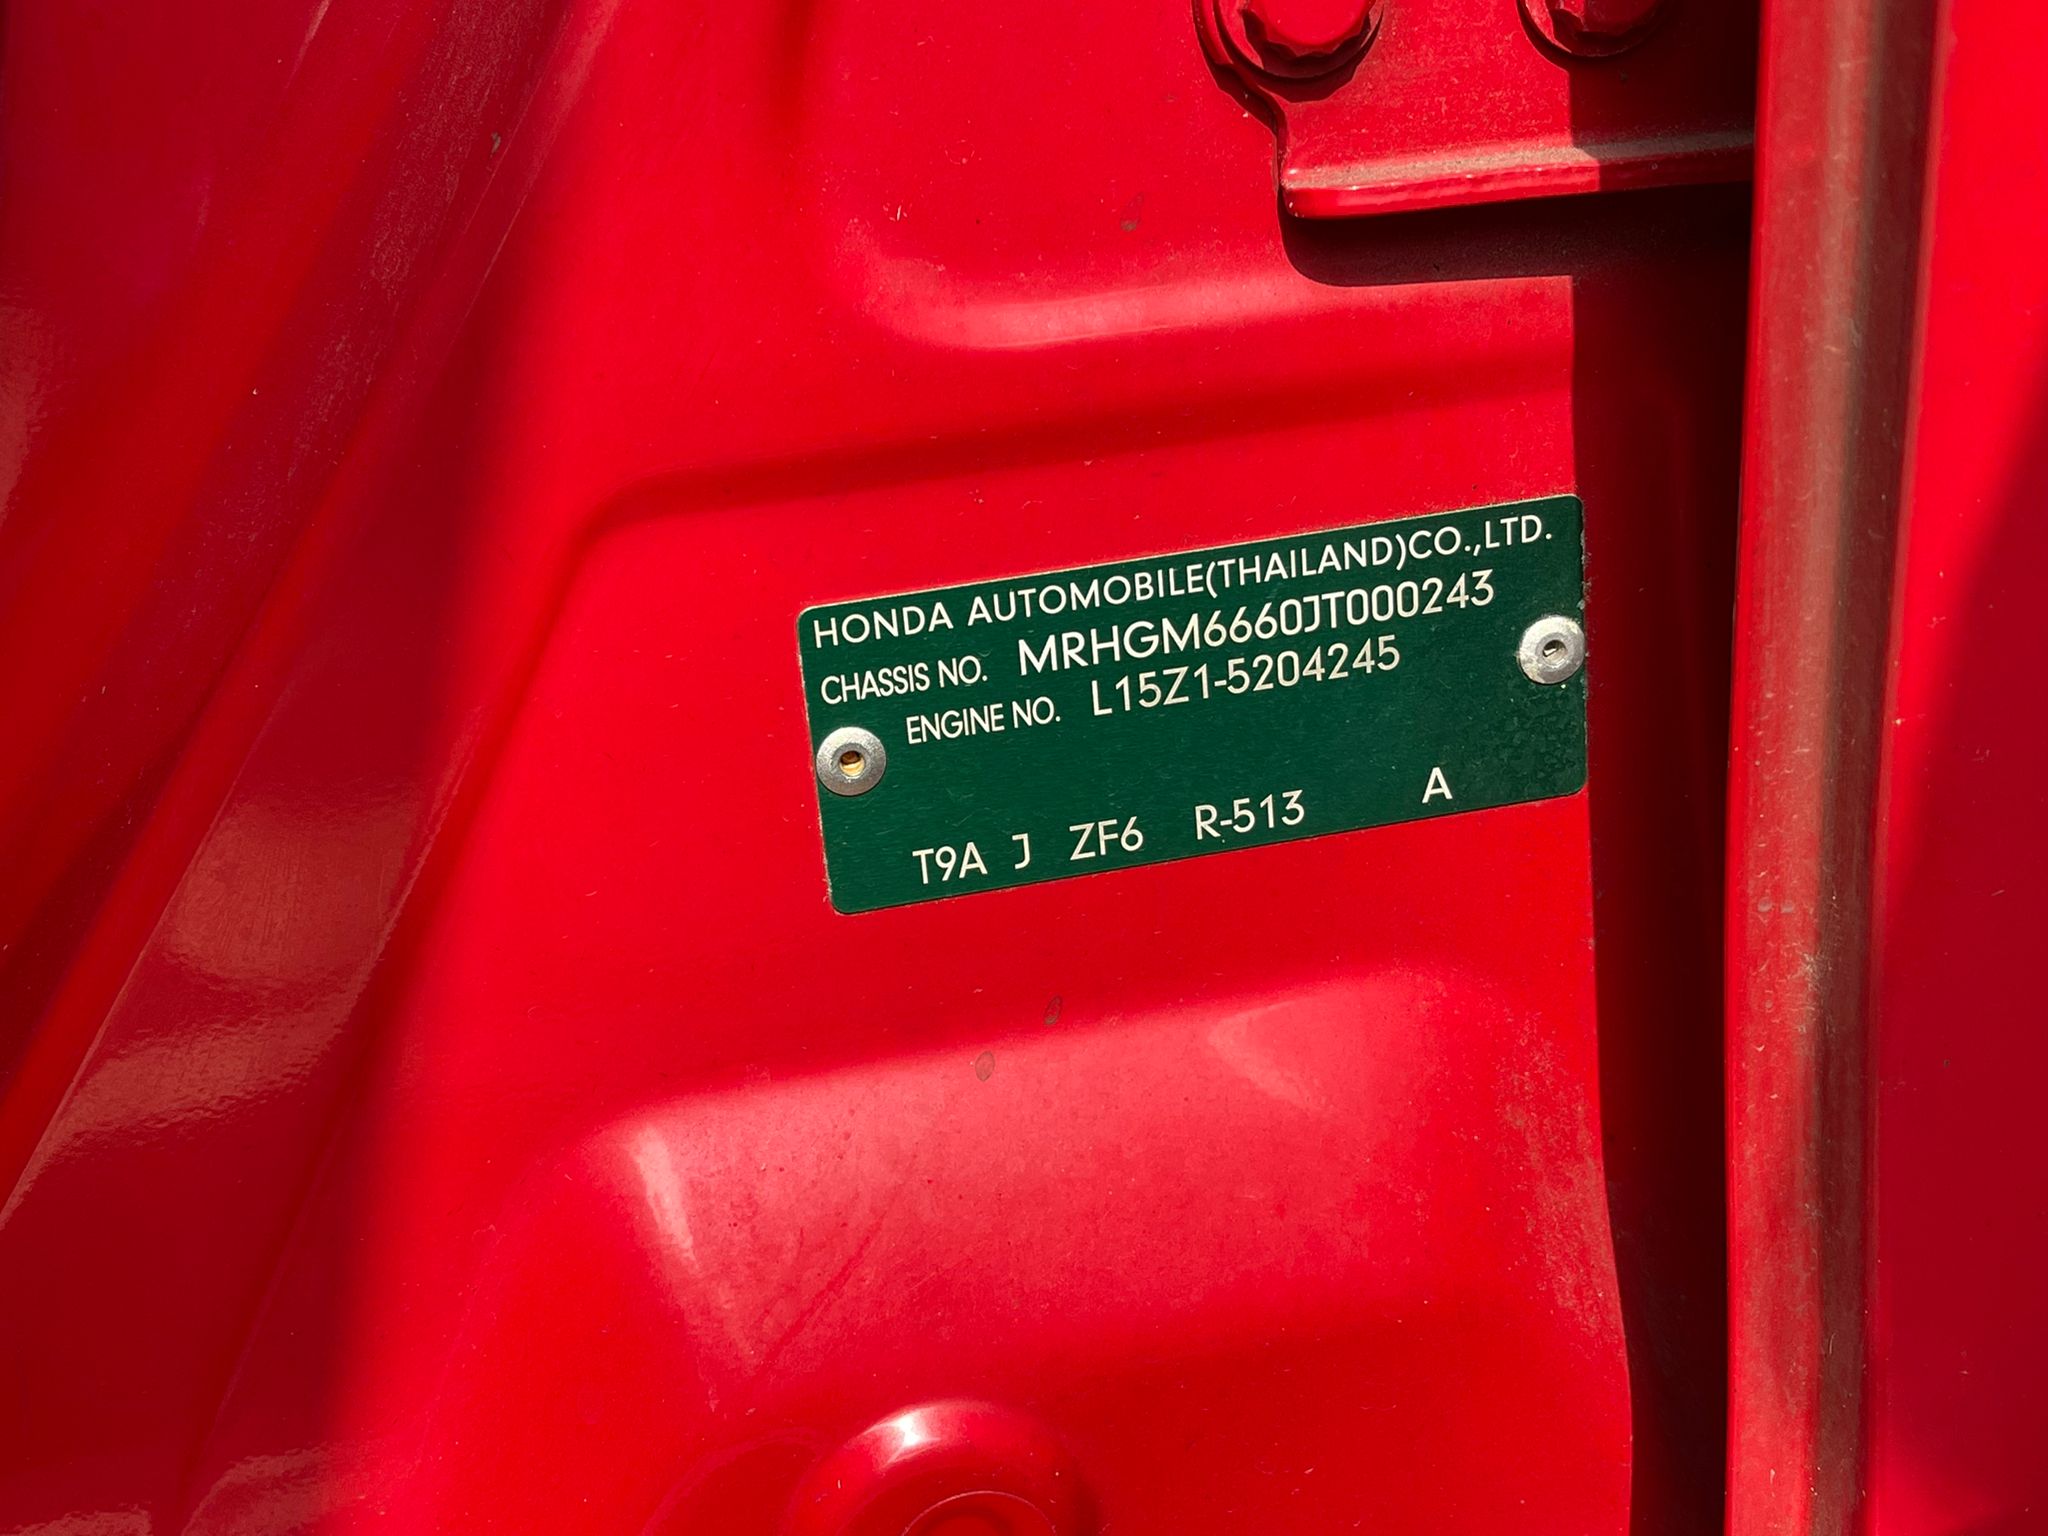 HONDA AUTOMOBILE(THAILAND)CO.,LTD.
CHASSIS NO. MRHGM6660JT000243
ENGINE NO. L15Z1-5204245
T9A J ZF6 R-513 A